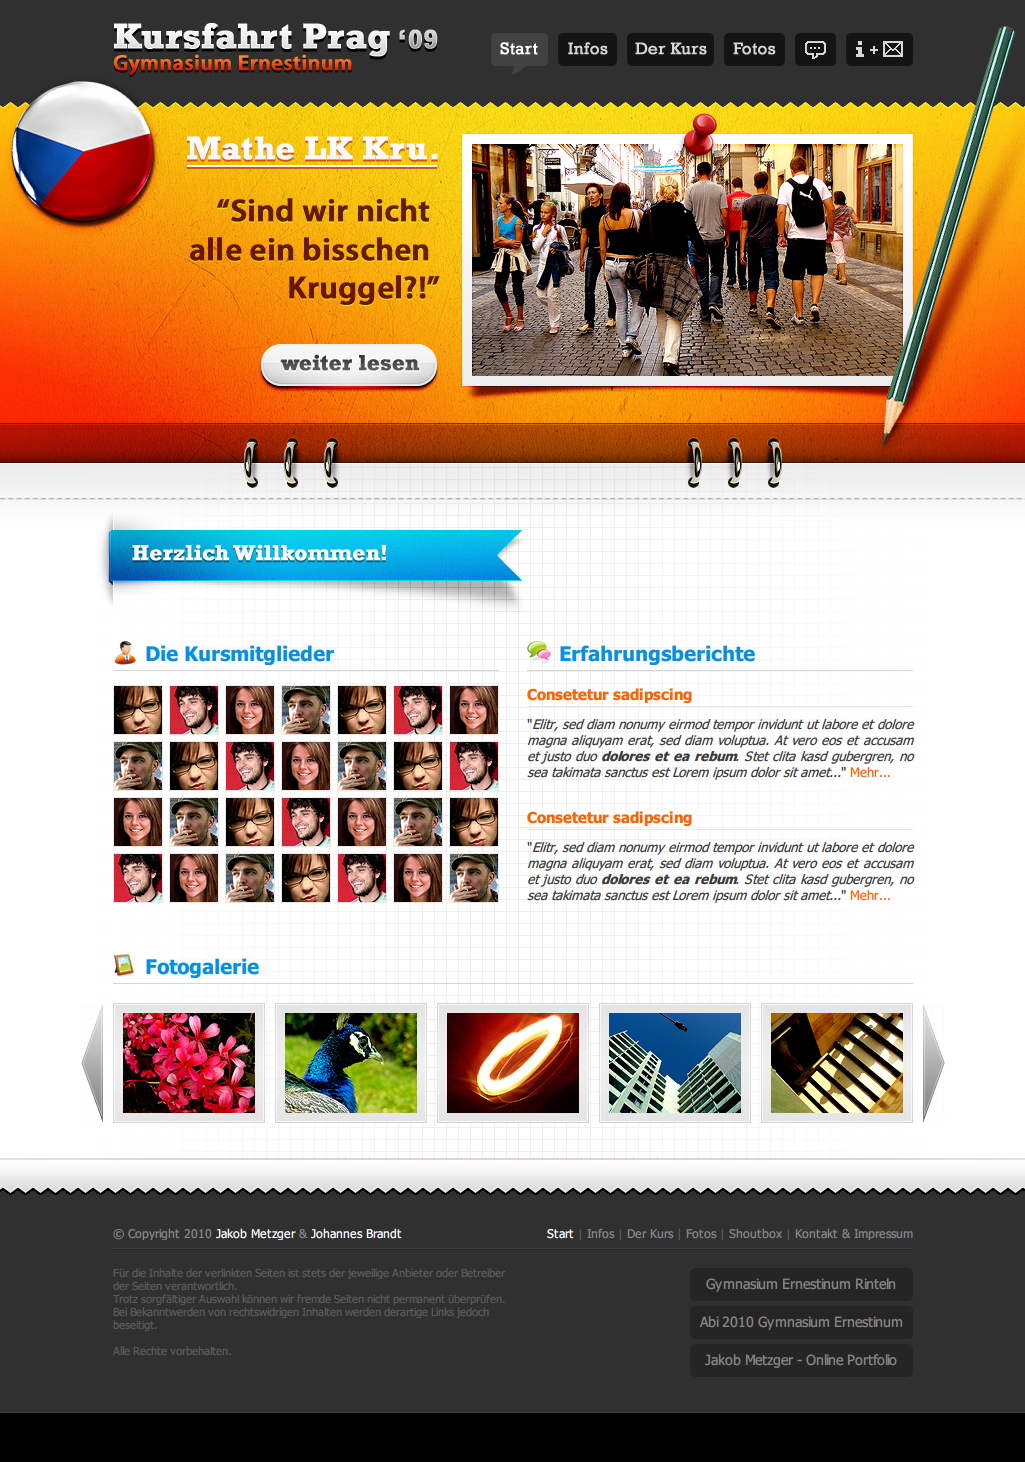 Kursfahrt Prag ‘09
Gymnasium Ernestinum
Start
Infos
Der Kurs
Fotos
i +
Mathe LK Kru.
“Sind wir nicht
alle ein bisschen
Kruggel?!”
weiter lesen
Herzlich Willkommen!
Die Kursmitglieder
Erfahrungsberichte
Consetetur sadipscing
"Elitr, sed diam nonumy eirmod tempor invidunt ut labore et dolore
magna aliquyam erat, sed diam voluptua. At vero eos et accusam
et justo duo dolores et ea rebum. Stet clita kasd gubergren, no
sea takimata sanctus est Lorem ipsum dolor sit amet..." Mehr...
Consetetur sadipscing
"Elitr, sed diam nonumy eirmod tempor invidunt ut labore et dolore
magna aliquyam erat, sed diam voluptua. At vero eos et accusam
et justo duo dolores et ea rebum. Stet clita kasd gubergren, no
sea takimata sanctus est Lorem ipsum dolor sit amet..." Mehr...
Fotogalerie
© Copyright 2010 Jakob Metzger & Johannes Brandt
Start | Infos | Der Kurs | Fotos | Shoutbox | Kontakt & Impressum
Für die Inhalte der verlinkten Seiten ist stets der jeweilige Anbieter oder Betreiber
der Seiten verantwortlich.
Trotz sorgfältiger Auswahl können wir fremde Seiten nicht permanent überprüfen.
Bei Bekanntwerden von rechtswidrigen Inhalten werden derartige Links jedoch
beseitigt.
Alle Rechte vorbehalten.
Gymnasium Ernestinum Rinteln
Abi 2010 Gymnasium Ernestinum
Jakob Metzger - Online Portfolio